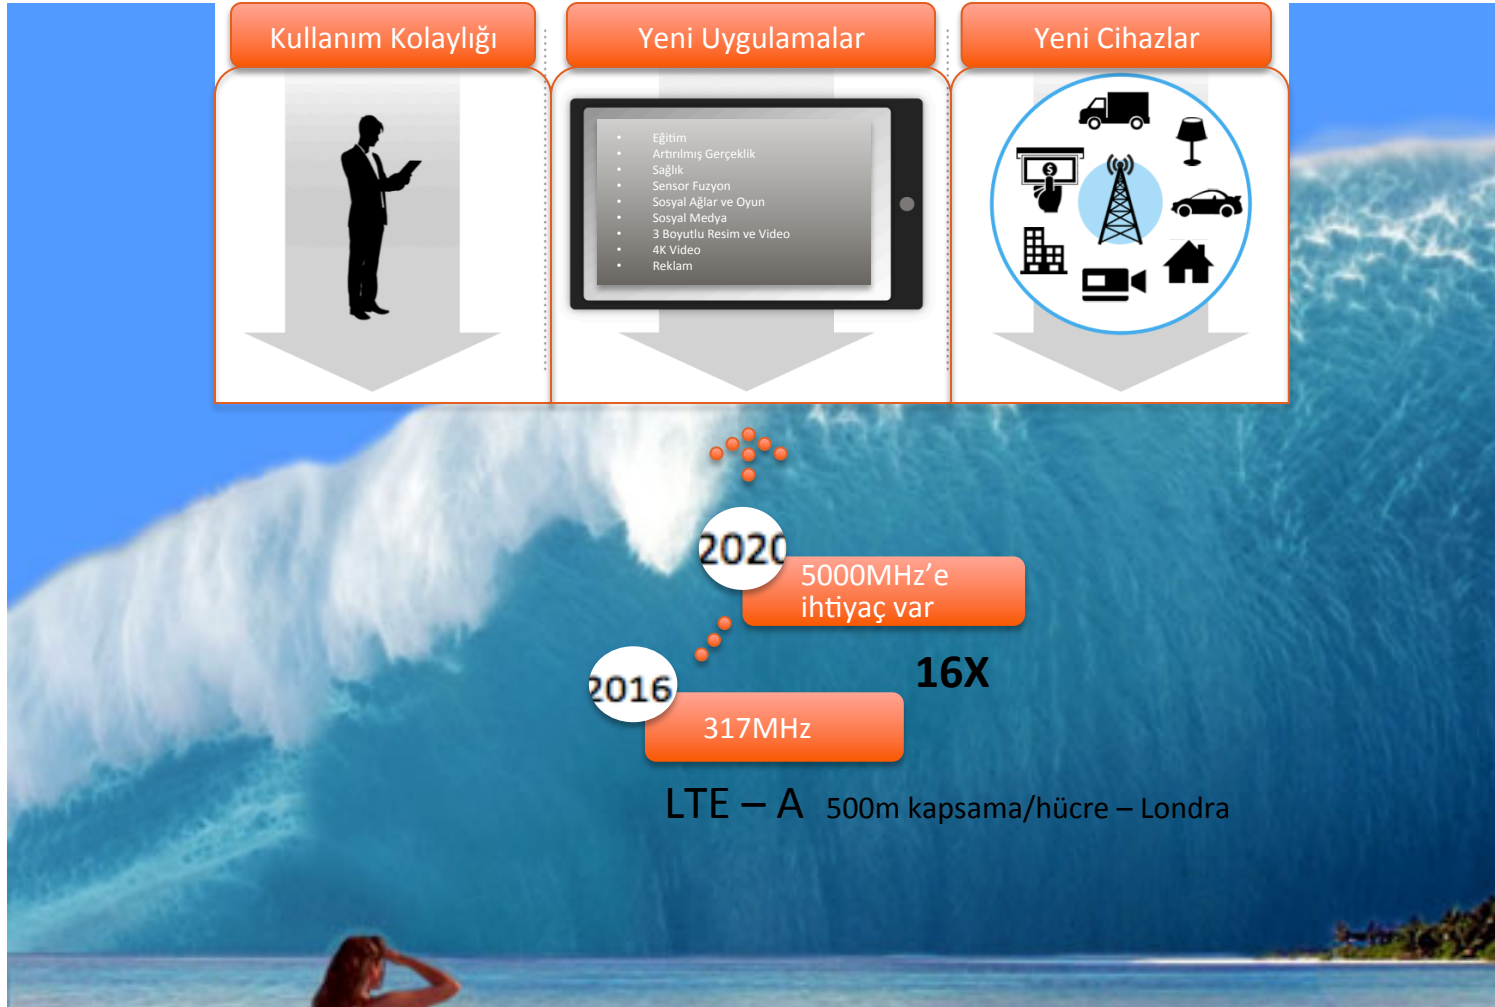 Kullanım Kolaylığı
Yeni Uygulamalar
Yeni Cihazlar
• Eğitim
• Artırılmış Gerçeklik
• Sağlık
• Sensor Fuzyon
• Sosyal Ağlar ve Oyun
• Sosyal Medya
• 3 Boyutlu Resim ve Video
• 4K Video
• Reklam
$
2020
5000MHz’e
ihtiyaç var
16X
2016
317MHz
LTE – A 500m kapsama/hücre – Londra